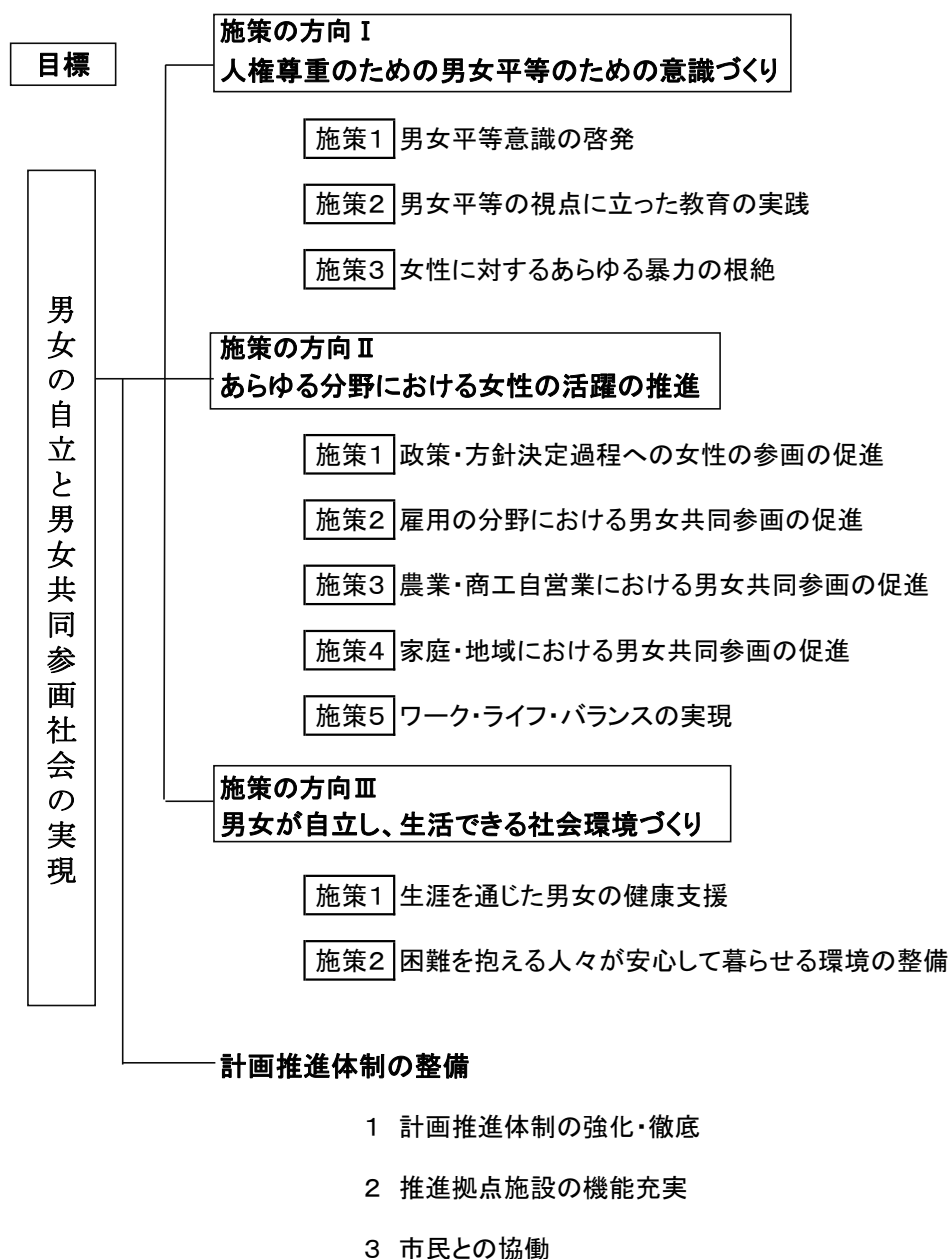 目標
男女の自立と男女共同参画社会の実現
施策の方向Ⅰ
人権尊重のための男女平等のための意識づくり
施策1 男女平等意識の啓発
施策2 男女平等の視点に立った教育の実践
施策3 女性に対するあらゆる暴力の根絶
施策の方向Ⅱ
あらゆる分野における女性の活躍の推進
施策1 政策・方針決定過程への女性の参画の促進
施策2 雇用の分野における男女共同参画の促進
施策3 農業・商工自営業における男女共同参画の促進
施策4 家庭・地域における男女共同参画の促進
施策5 ワーク・ライフ・バランスの実現
施策の方向Ⅲ
男女が自立し、生活できる社会環境づくり
施策1 生涯を通じた男女の健康支援
施策2 困難を抱える人々が安心して暮らせる環境の整備
計画推進体制の整備
1 計画推進体制の強化・徹底
2 推進拠点施設の機能充実
3 市民との協働